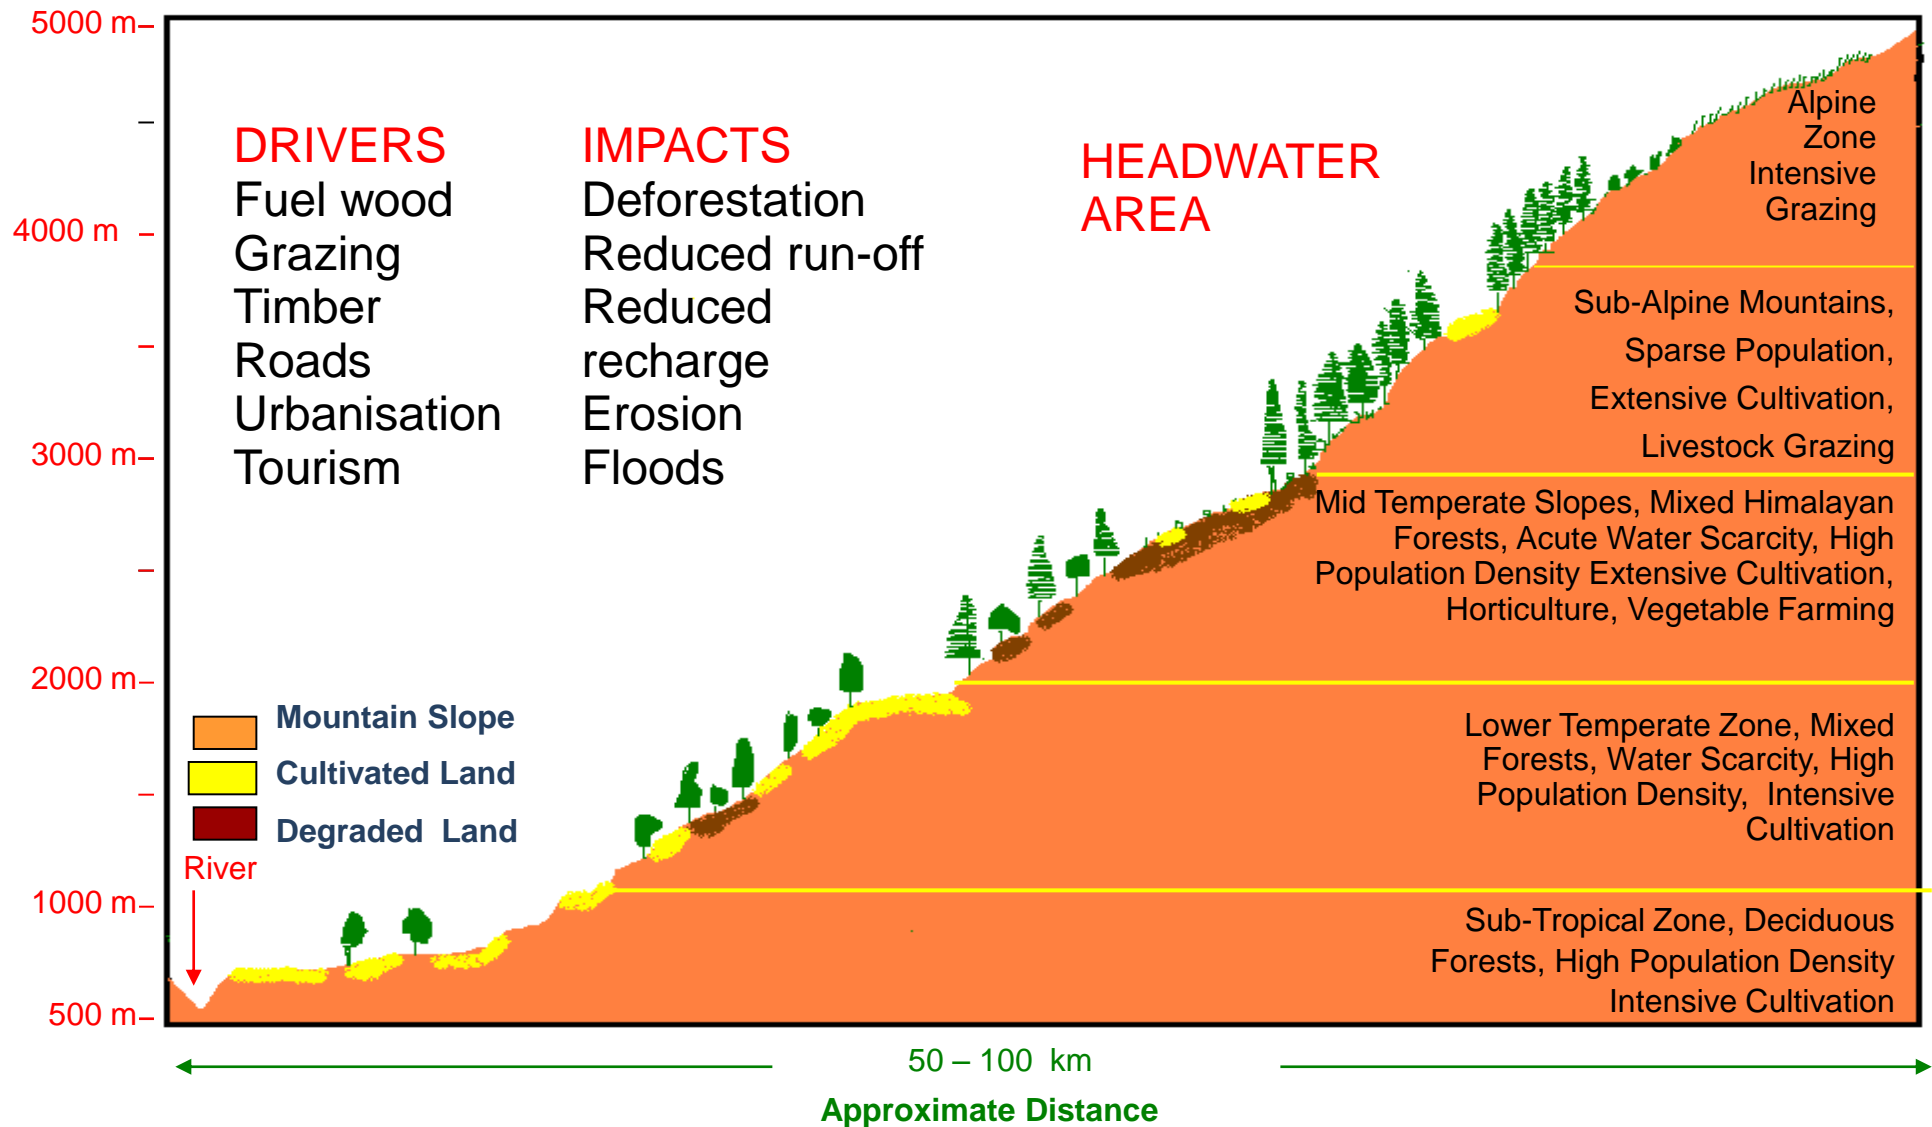 5000 m
4000 m
3000 m
2000 m
1000 m
500 m
DRIVERS
Fuel wood
Grazing
Timber
Roads
Urbanisation
Tourism
IMPACTS
Deforestation
Reduced run-off
Reduced
recharge
Erosion
Floods
HEADWATER
AREA
Alpine
Zone
Intensive
Grazing
Sub-Alpine Mountains,
Sparse Population,
Extensive Cultivation,
Livestock Grazing
Mid Temperate Slopes, Mixed Himalayan
Forests, Acute Water Scarcity, High
Population Density Extensive Cultivation,
Horticulture, Vegetable Farming
Lower Temperate Zone, Mixed
Forests, Water Scarcity, High
Population Density, Intensive
Cultivation
Sub-Tropical Zone, Deciduous
Forests, High Population Density
Intensive Cultivation
Mountain Slope
Cultivated Land
Degraded Land
River
50 – 100 km
Approximate Distance